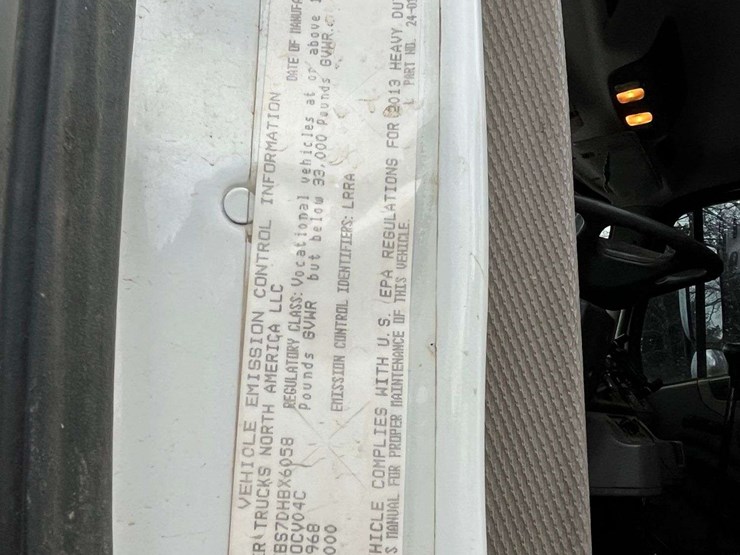 VEHICLE EMISSION CONTROL INFORMATION
ER TRUCKS NORTH AMERICA LLC
DATE OF MANUFA
BS7DHBX6058
REGULATORY CLASS: Vocational vehicles at or above 1
OCV04C
Pounds GVWR but below 33,000 Pounds GVWR.
968
EMISSION CONTROL IDENTIFIERS: LRRA
000
HICLE COMPLIES WITH U.S. EPA REGULATIONS FOR 2013 HEAVY DU
S MANUAL FOR PROPER MAINTENANCE OF THIS VEHICLE.
PART NO. 24-0